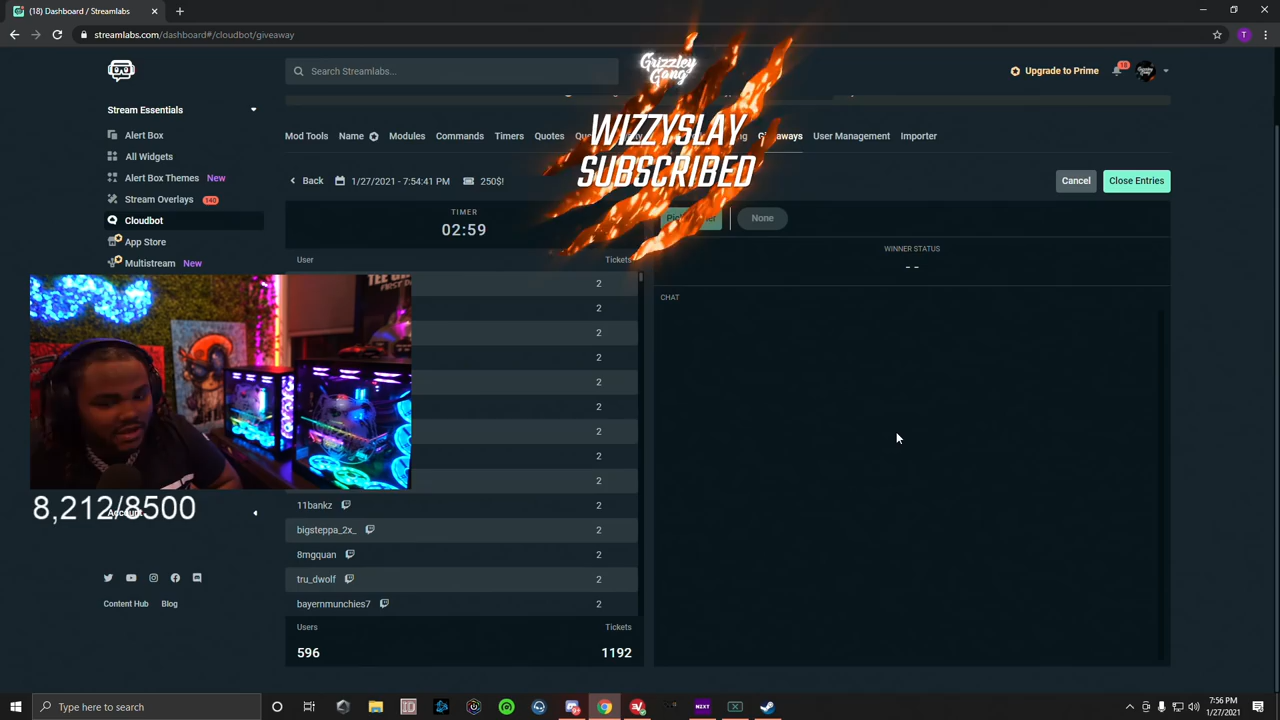 (18) Dashboard / Streamlabs
streamlabs.com/dashboard#/cloudbot/giveaway
T
Search Streamlabs...
Grizzley
Gang
Upgrade to Prime
18
Stream Essentials
Alert Box
All Widgets
Alert Box Themes New
Stream Overlays 140
Cloudbot
App Store
Multistream New
Mod Tools Name Modules Commands Timers Quotes
User Management Importer
WIZZYSLAY
SUBSCRIBED
Back 1/27/2021 - 7:54:41 PM 250$!
Cancel Close Entries
TIMER
02:59
None
WINNER STATUS
--
User Tickets
CHAT
2
2
2
2
2
2
2
2
2
11bankz 2
bigsteppa_2x_ 2
8mgquan 2
tru_dwolf 2
bayernmunchies7 2
8,212/8500
Account
Content Hub Blog
Users Tickets
596 1192
Type here to search
N2XT
7:56 PM
1/27/2021